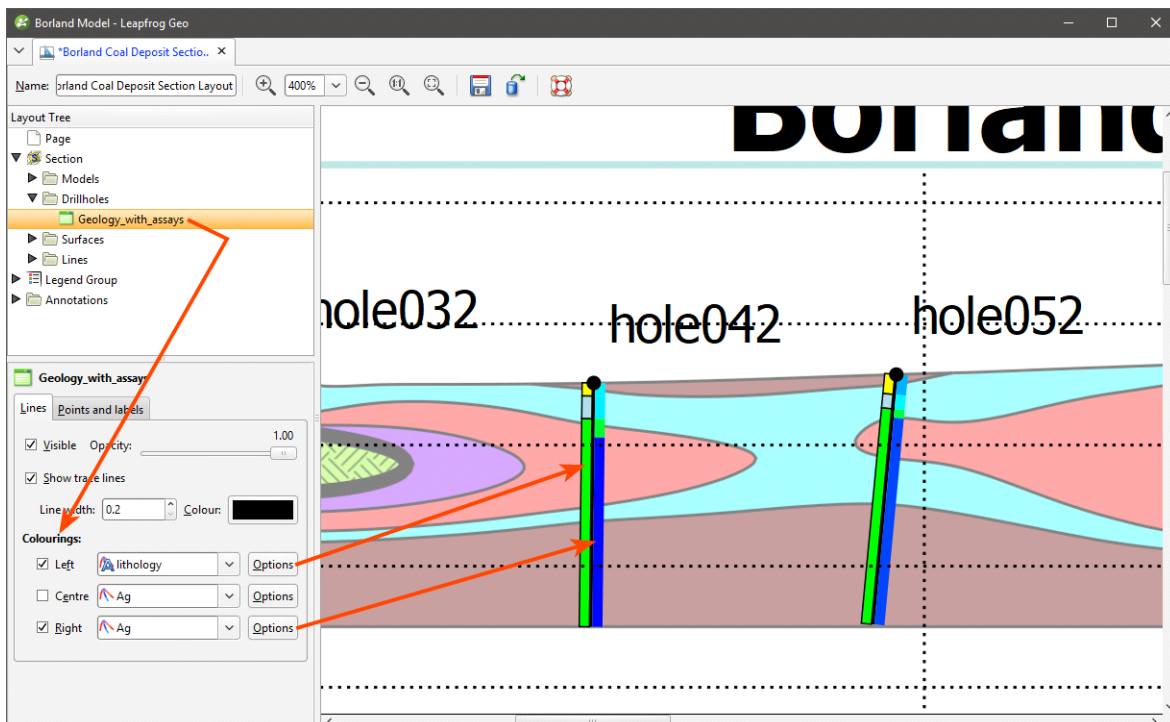 Borland Model - Leapfrog Geo
*Borland Coal Deposit Sectio..
Name: orland Coal Deposit Section Layout 400%
Layout Tree
Page
Section
Models
Drillholes
Geology_with_assays
Surfaces
Lines
Legend Group
Annotations
Geology_with_assays
Lines Points and labels
Visible Opacity: 1.00
Show trace lines
Line width: 0.2 Colour:
Colourings:
Left lithology Options
Centre Ag Options
Right Ag Options
Borland
hole032
hole042
hole052